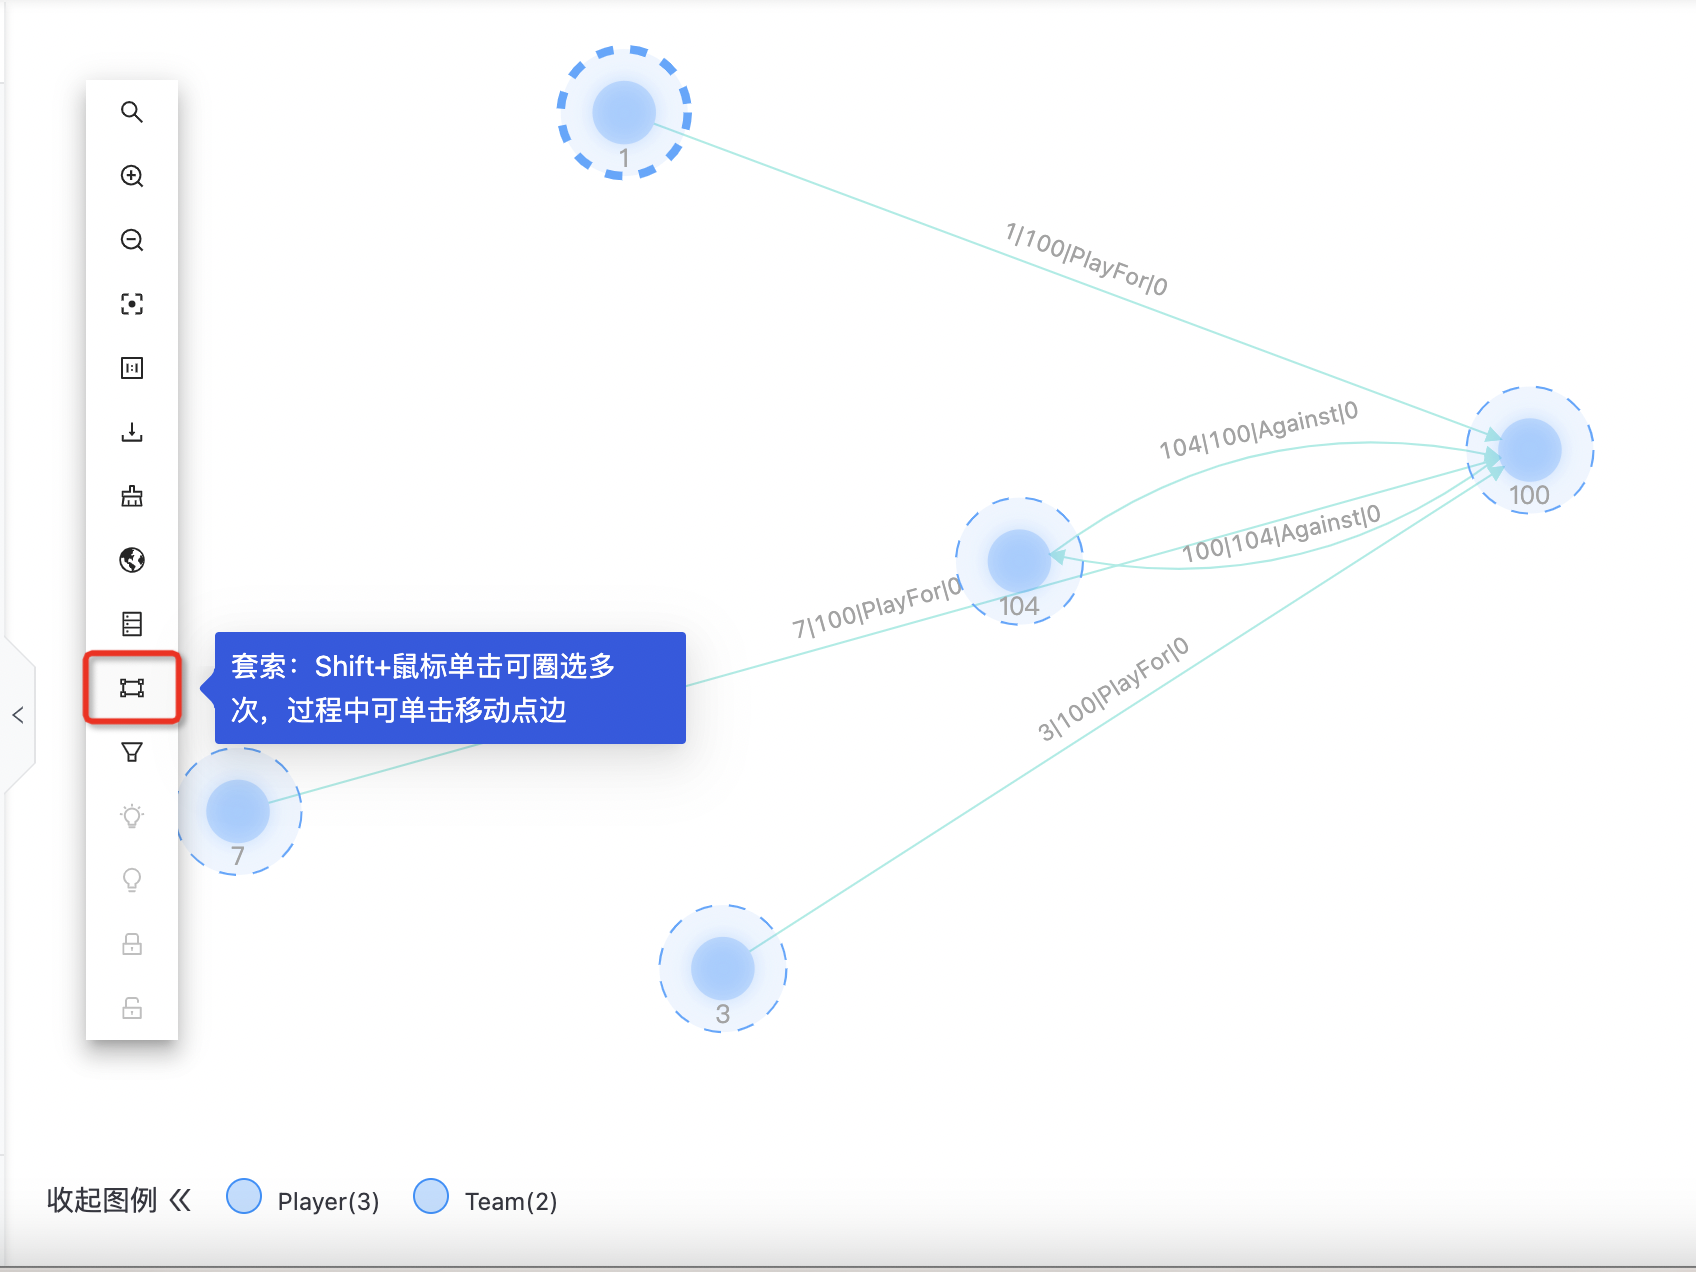 1
1|100|PlayFor|0
104|100|Against|0
100
100|104|Against|0
7|100|PlayFor|0
104
套索：Shift+鼠标单击可圈选多
次，过程中可单击移动点边
3|100|PlayFor|0
7
3
收起图例
Player(3)
Team(2)